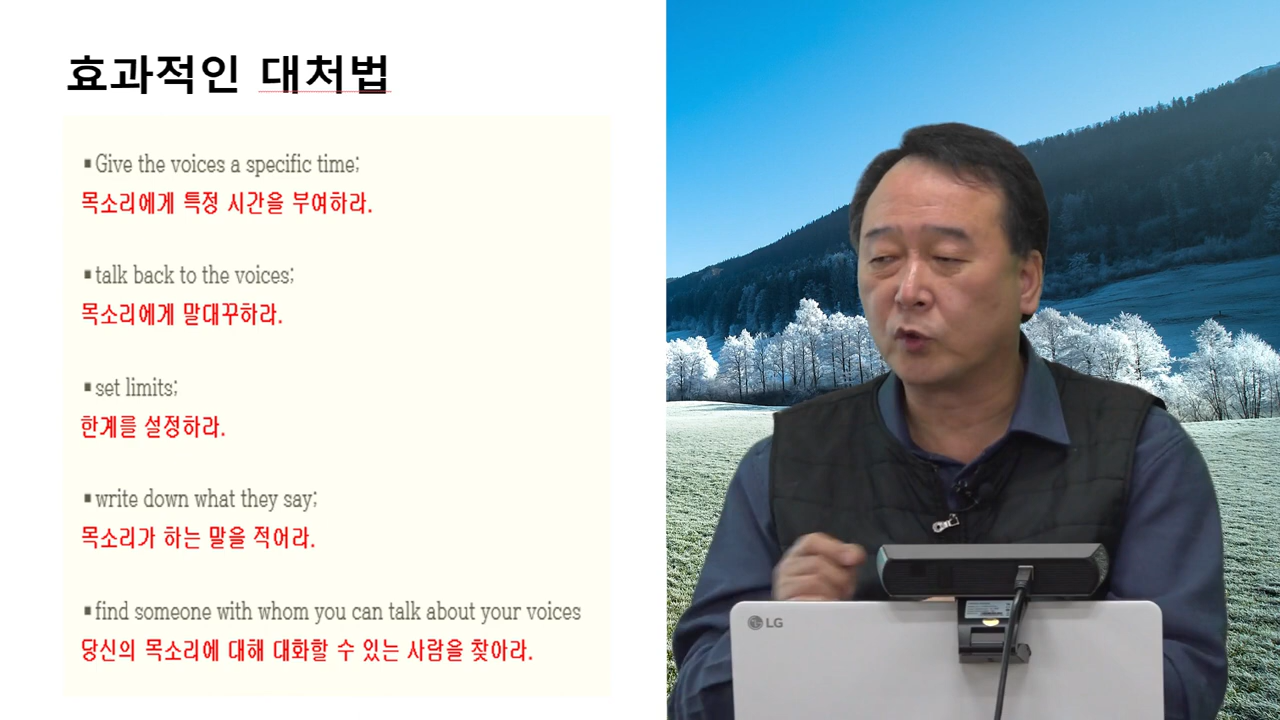 효과적인 대처법
▪Give the voices a specific time;
목소리에게 특정 시간을 부여하라.
▪talk back to the voices;
목소리에게 말대꾸하라.
▪set limits;
한계를 설정하라.
▪write down what they say;
목소리가 하는 말을 적어라.
▪find someone with whom you can talk about your voices
당신의 목소리에 대해 대화할 수 있는 사람을 찾아라.
LG